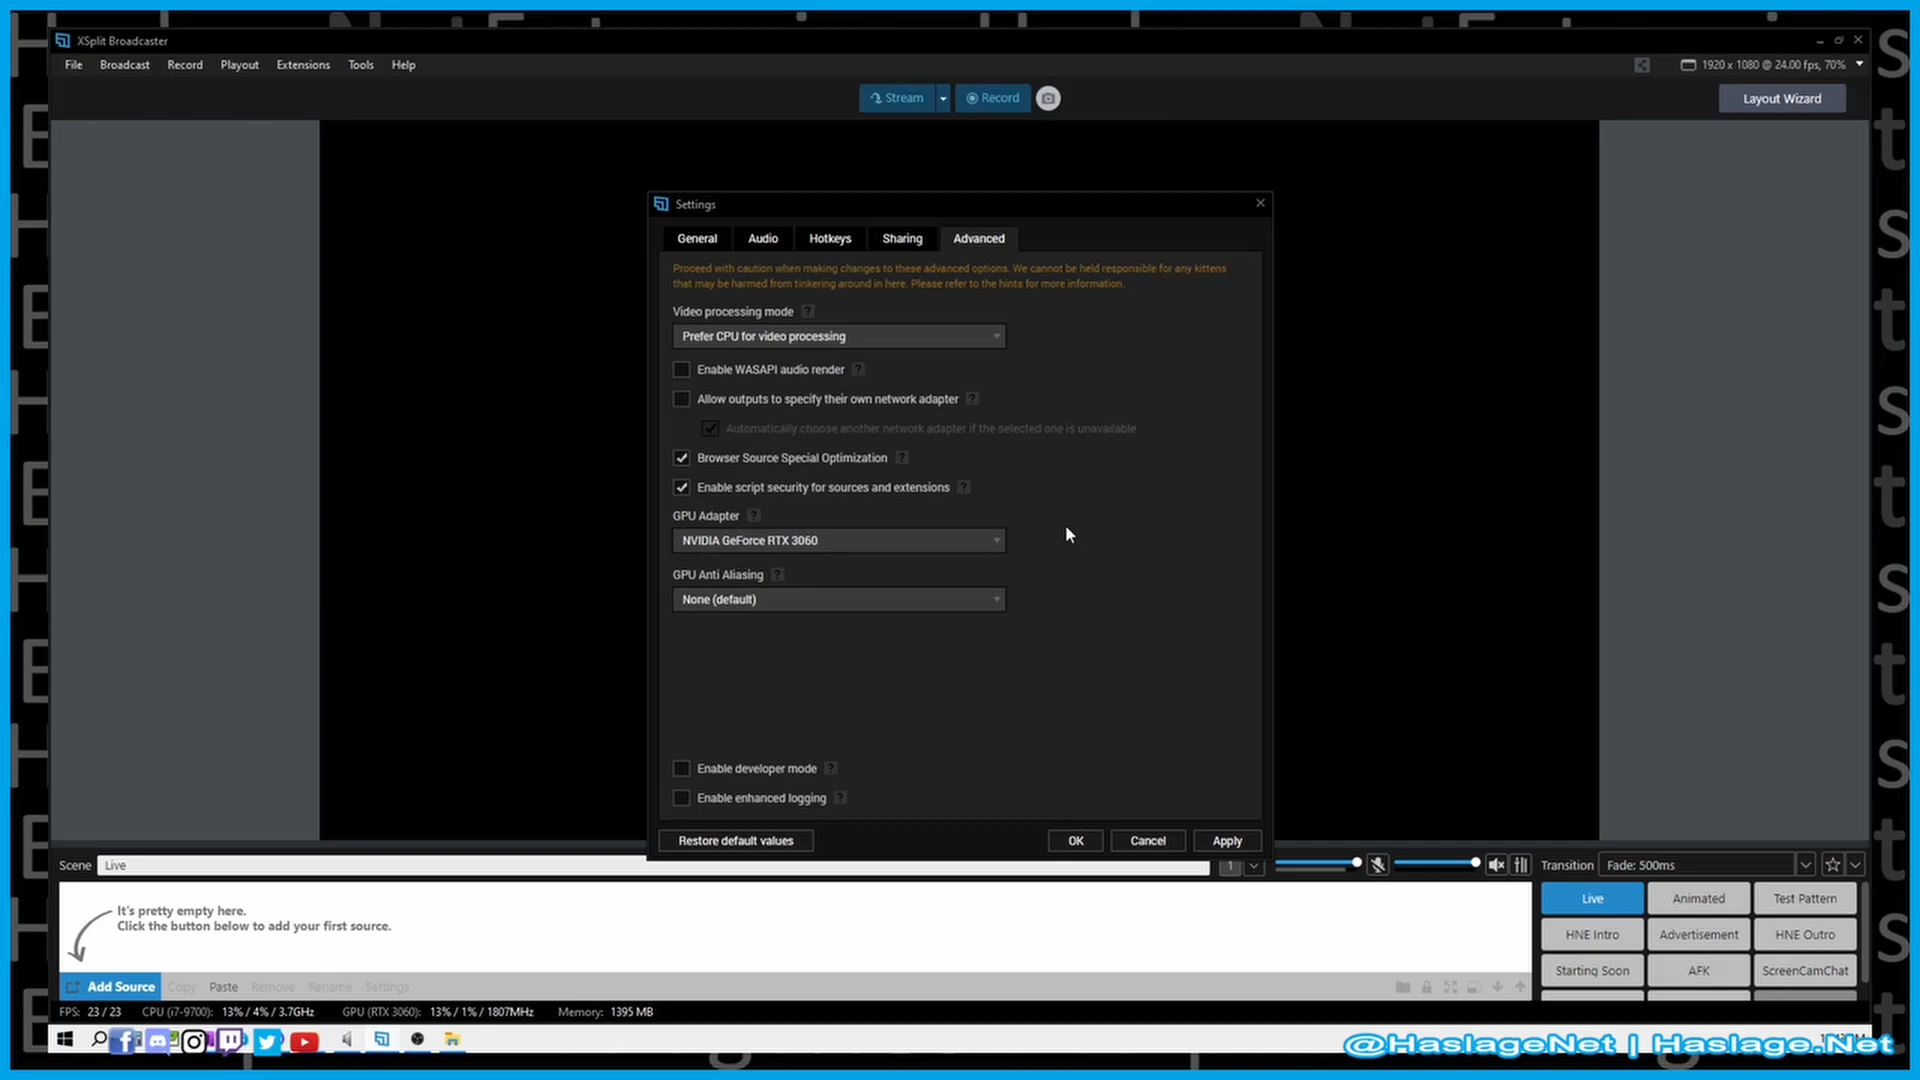 XSplit Broadcaster
File Broadcast Record Playout Extensions Tools Help
1920 x 1080 @ 24.00 fps, 70%
Stream Record
Layout Wizard
Settings
General Audio Hotkeys Sharing Advanced
Proceed with caution when making changes to these advanced options. We cannot be held responsible for any kittens
that may be harmed from tinkering around in here. Please refer to the hints for more information.
Video processing mode ?
Prefer CPU for video processing
Enable WASAPI audio render ?
Allow outputs to specify their own network adapter ?
Automatically choose another network adapter if the selected one is unavailable
Browser Source Special Optimization ?
Enable script security for sources and extensions ?
GPU Adapter ?
NVIDIA GeForce RTX 3060
GPU Anti Aliasing ?
None (default)
Enable developer mode ?
Enable enhanced logging ?
Restore default values OK Cancel Apply
Scene Live 1 Transition Fade: 500ms
It's pretty empty here.
Click the button below to add your first source.
Live Animated Test Pattern
HNE Intro Advertisement HNE Outro
Starting Soon AFK ScreenCamChat
Add Source Copy Paste Remove Rename Settings
FPS: 23 / 23 CPU (i7-9700): 13% / 4% / 3.7GHz GPU (RTX 3060): 13% / 1% / 1807MHz Memory: 1395 MB
@HaslageNet | Haslage.Net